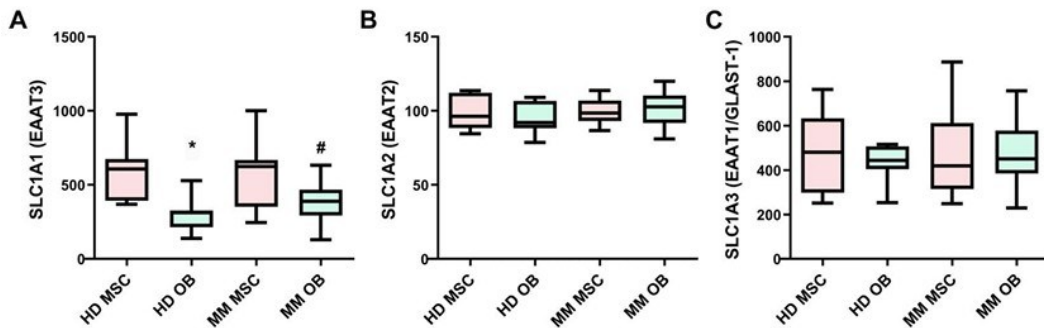 A
SLC1A1 (EAAT3)
1500
1000
500
0
*
#
HD MSC
HD OB
MM MSC
MM OB
B
SLC1A2 (EAAT2)
150
100
50
0
HD MSC
HD OB
MM MSC
MM OB
C
SLC1A3 (EAAT1/GLAST-1)
1000
800
600
400
200
0
HD MSC
HD OB
MM MSC
MM OB